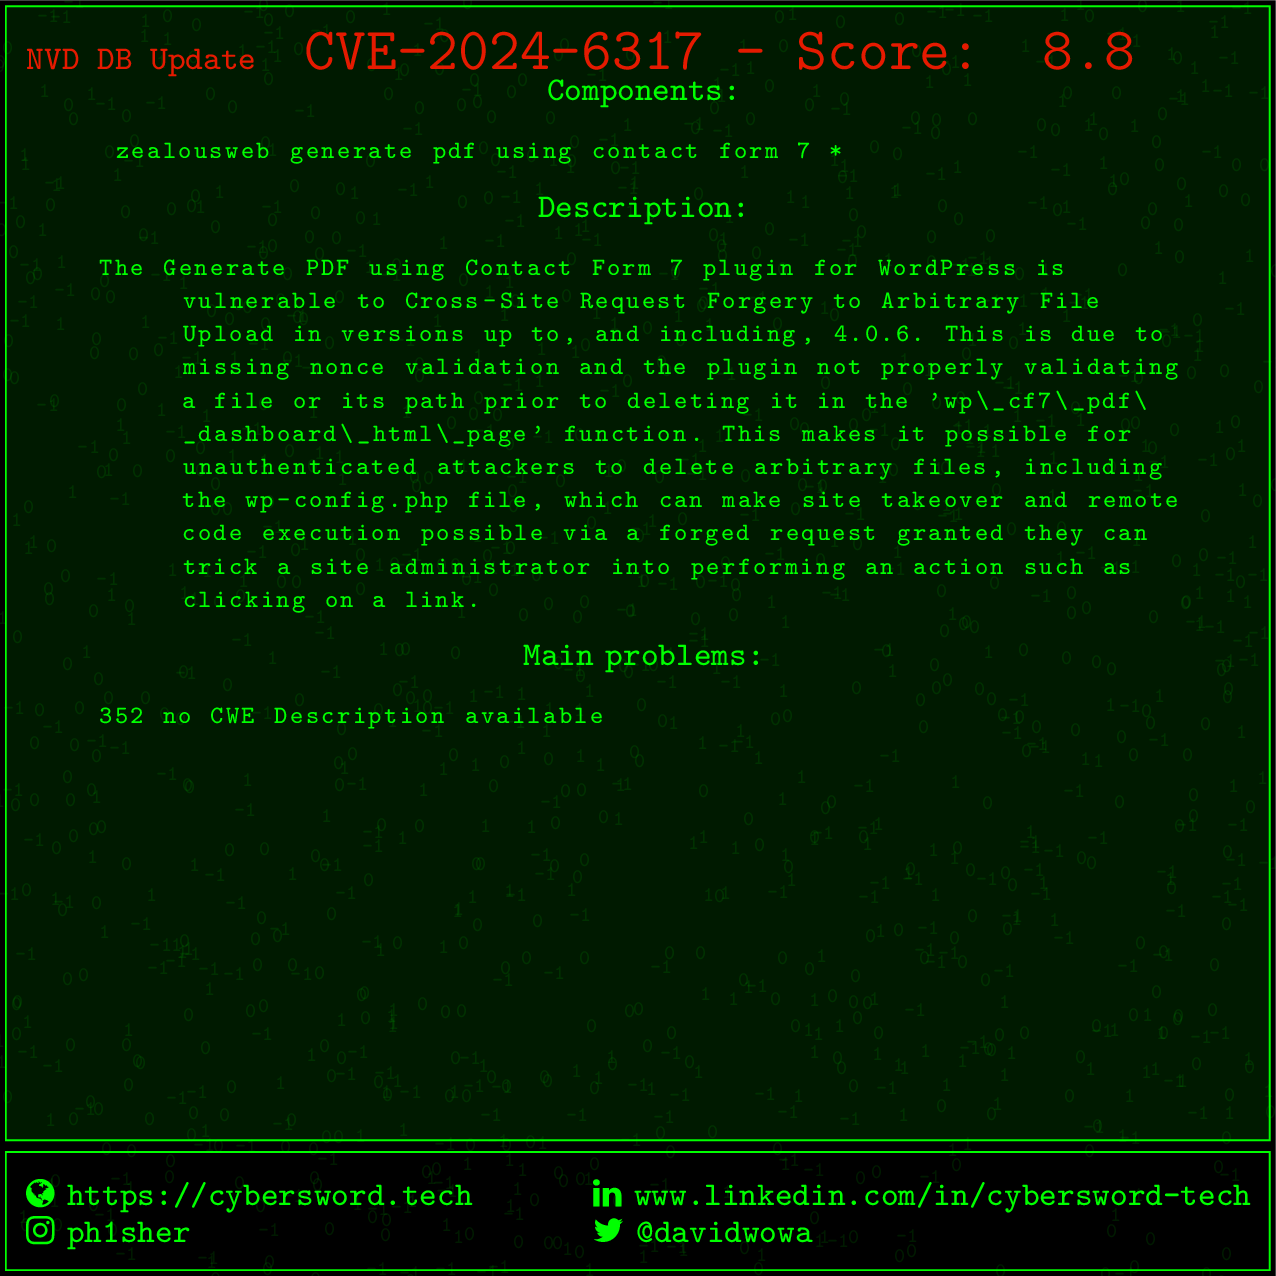 NVD DB Update CVE-2024-6317 - Score: 8.8
Components:
zealousweb generate pdf using contact form 7 *
Description:
The Generate PDF using Contact Form 7 plugin for WordPress is
vulnerable to Cross-Site Request Forgery to Arbitrary File
Upload in versions up to, and including, 4.0.6. This is due to
missing nonce validation and the plugin not properly validating
a file or its path prior to deleting it in the 'wp\_cf7\_pdf\
_dashboard\_html\_page' function. This makes it possible for
unauthenticated attackers to delete arbitrary files, including
the wp-config.php file, which can make site takeover and remote
code execution possible via a forged request granted they can
trick a site administrator into performing an action such as
clicking on a link.
Main problems:
352 no CWE Description available
https://cybersword.tech www.linkedin.com/in/cybersword-tech
ph1sher @davidwowa